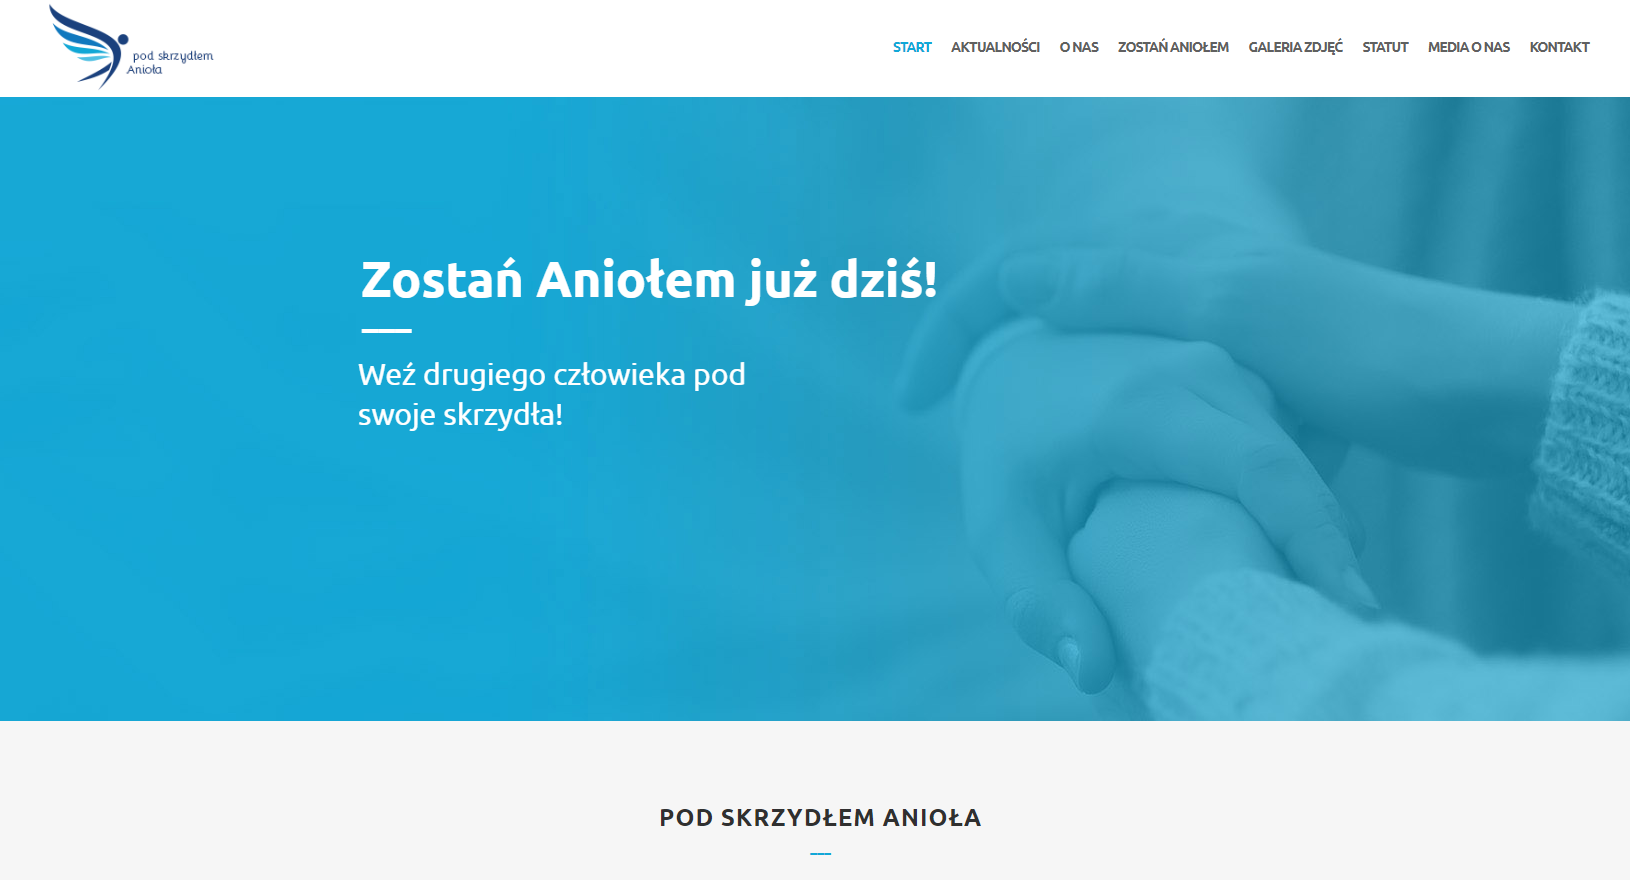 pod skrzydłem
Anioła
START AKTUALNOŚCI O NAS ZOSTAŃ ANIOŁEM GALERIA ZDJĘĆ STATUT MEDIA O NAS KONTAKT
Zostań Aniołem już dziś!
Weź drugiego człowieka pod
swoje skrzydła!
POD SKRZYDŁEM ANIOŁA